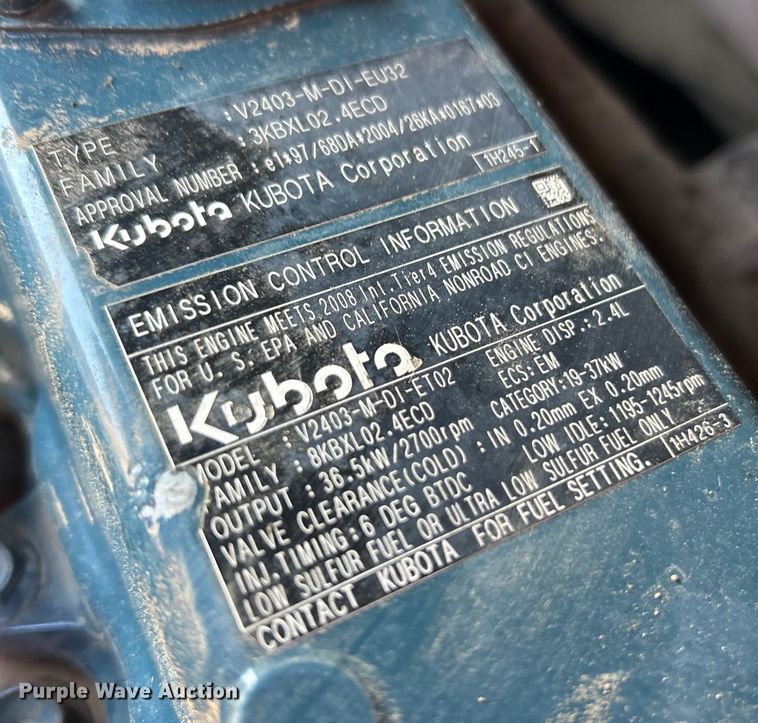 TYPE : V2403-M-DI-EU32
FAMILY : 3KBXL02.4ECD
APPROVAL NUMBER : e1*97/68DA*2004/26KA*0167*03
Kubota KUBOTA Corporation 1H245-1
EMISSION CONTROL INFORMATION
THIS ENGINE MEETS 2008 Int. Tier4 EMISSION REGULATIONS
FOR U. S. EPA AND CALIFORNIA NONROAD CI ENGINES.
Kubota KUBOTA Corporation
MODEL : V2403-M-DI-ET02 ENGINE DISP.: 2.4L
FAMILY : 8KBXL02.4ECD ECS: EM
OUTPUT : 36.5kW/2700rpm CATEGORY:19-37kW
VALVE CLEARANCE(COLD) : IN 0.20mm EX 0.20mm
INJ.TIMING:6 DEG BTDC LOW IDLE: 1195-1245rpm
LOW SULFUR FUEL OR ULTRA LOW SULFUR FUEL ONLY
CONTACT KUBOTA FOR FUEL SETTING. 1H426-3
Purple Wave Auction